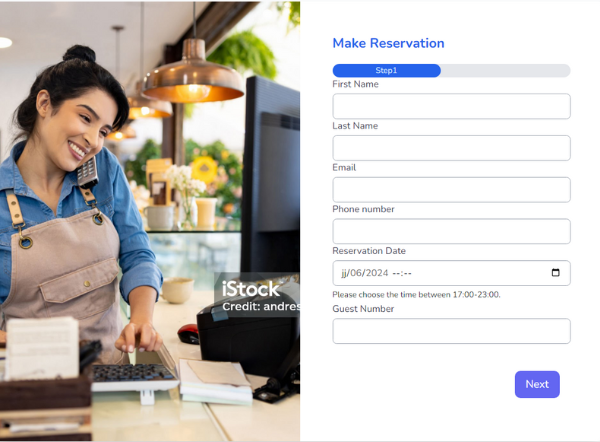 Make Reservation
Step1
First Name
Last Name
Email
Phone number
Reservation Date
jj/06/2024 --:--
Please choose the time between 17:00-23:00.
Guest Number
Next
iStock
Credit: andres